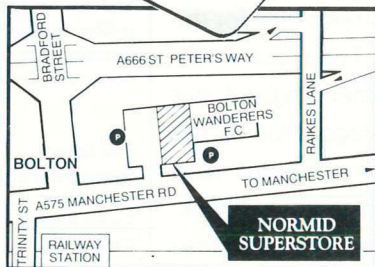 BRADFORD
STREET
A666 ST PETER'S WAY
BOLTON
WANDERERS
F C
RAIKES LANE
P
P
BOLTON
A575 MANCHESTER RD
TO MANCHESTER
TRINITY ST
RAILWAY
STATION
NORMID
SUPERSTORE